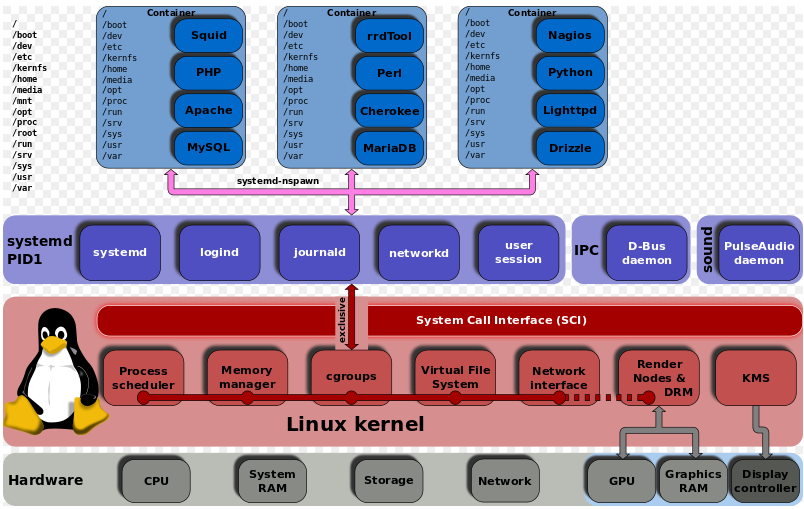 /
/boot
/dev
/etc
/kernfs
/home
/media
/mnt
/opt
/proc
/root
/run
/srv
/sys
/usr
/var
Container
/
/boot
/dev
/etc
/kernfs
/home
/media
/opt
/proc
/run
/srv
/sys
/usr
/var
Squid
PHP
Apache
MySQL
Container
/
/boot
/dev
/etc
/kernfs
/home
/media
/opt
/proc
/run
/srv
/sys
/usr
/var
rrdTool
Perl
Cherokee
MariaDB
Container
/
/boot
/dev
/etc
/kernfs
/home
/media
/opt
/proc
/run
/srv
/sys
/usr
/var
Nagios
Python
Lighttpd
Drizzle
systemd-nspawn
systemd
PID1
systemd
logind
journald
networkd
user
session
IPC
D-Bus
daemon
sound
PulseAudio
daemon
exclusive
System Call Interface (SCI)
Process
scheduler
Memory
manager
cgroups
Virtual File
System
Network
interface
Render
Nodes &
DRM
KMS
Linux kernel
Hardware
CPU
System
RAM
Storage
Network
GPU
Graphics
RAM
Display
controller